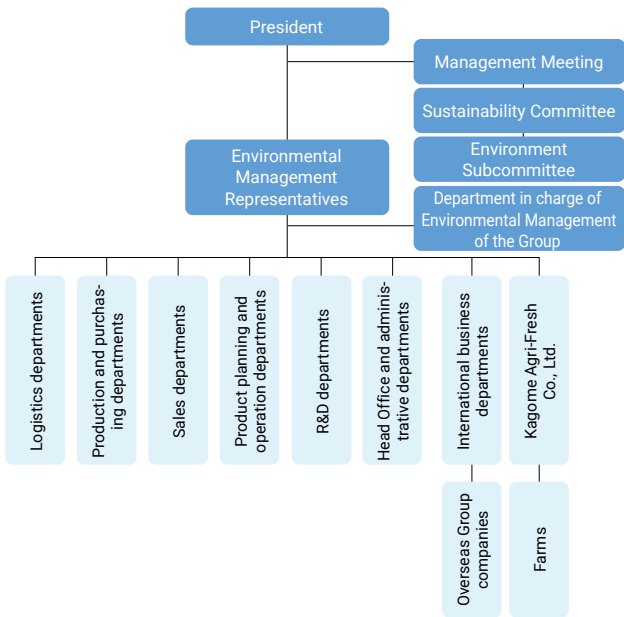 President
Management Meeting
Sustainability Committee
Environment
Subcommittee
Environmental
Management
Representatives
Department in charge of
Environmental Management
of the Group
Logistics departments
Production and purchas-
ing departments
Sales departments
Product planning and
operation departments
R&D departments
Head Office and adminis-
trative departments
International business
departments
Kagome Agri-Fresh
Co., Ltd.
Overseas Group
companies
Farms